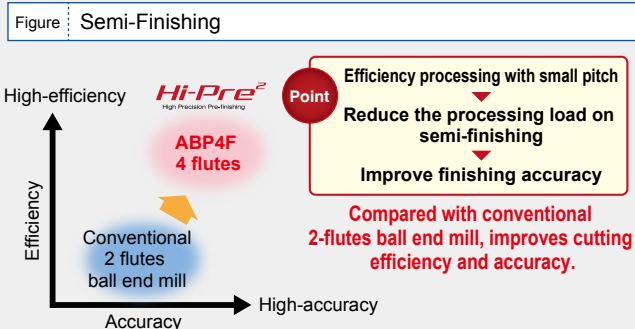 Figure Semi-Finishing
High-efficiency
Hi-Pre²
High Precision Pre-finishing
ABP4F
4 flutes
Efficiency
Conventional
2 flutes
ball end mill
Accuracy
High-accuracy
Point
Efficiency processing with small pitch
Reduce the processing load on
semi-finishing
Improve finishing accuracy
Compared with conventional
2-flutes ball end mill, improves cutting
efficiency and accuracy.